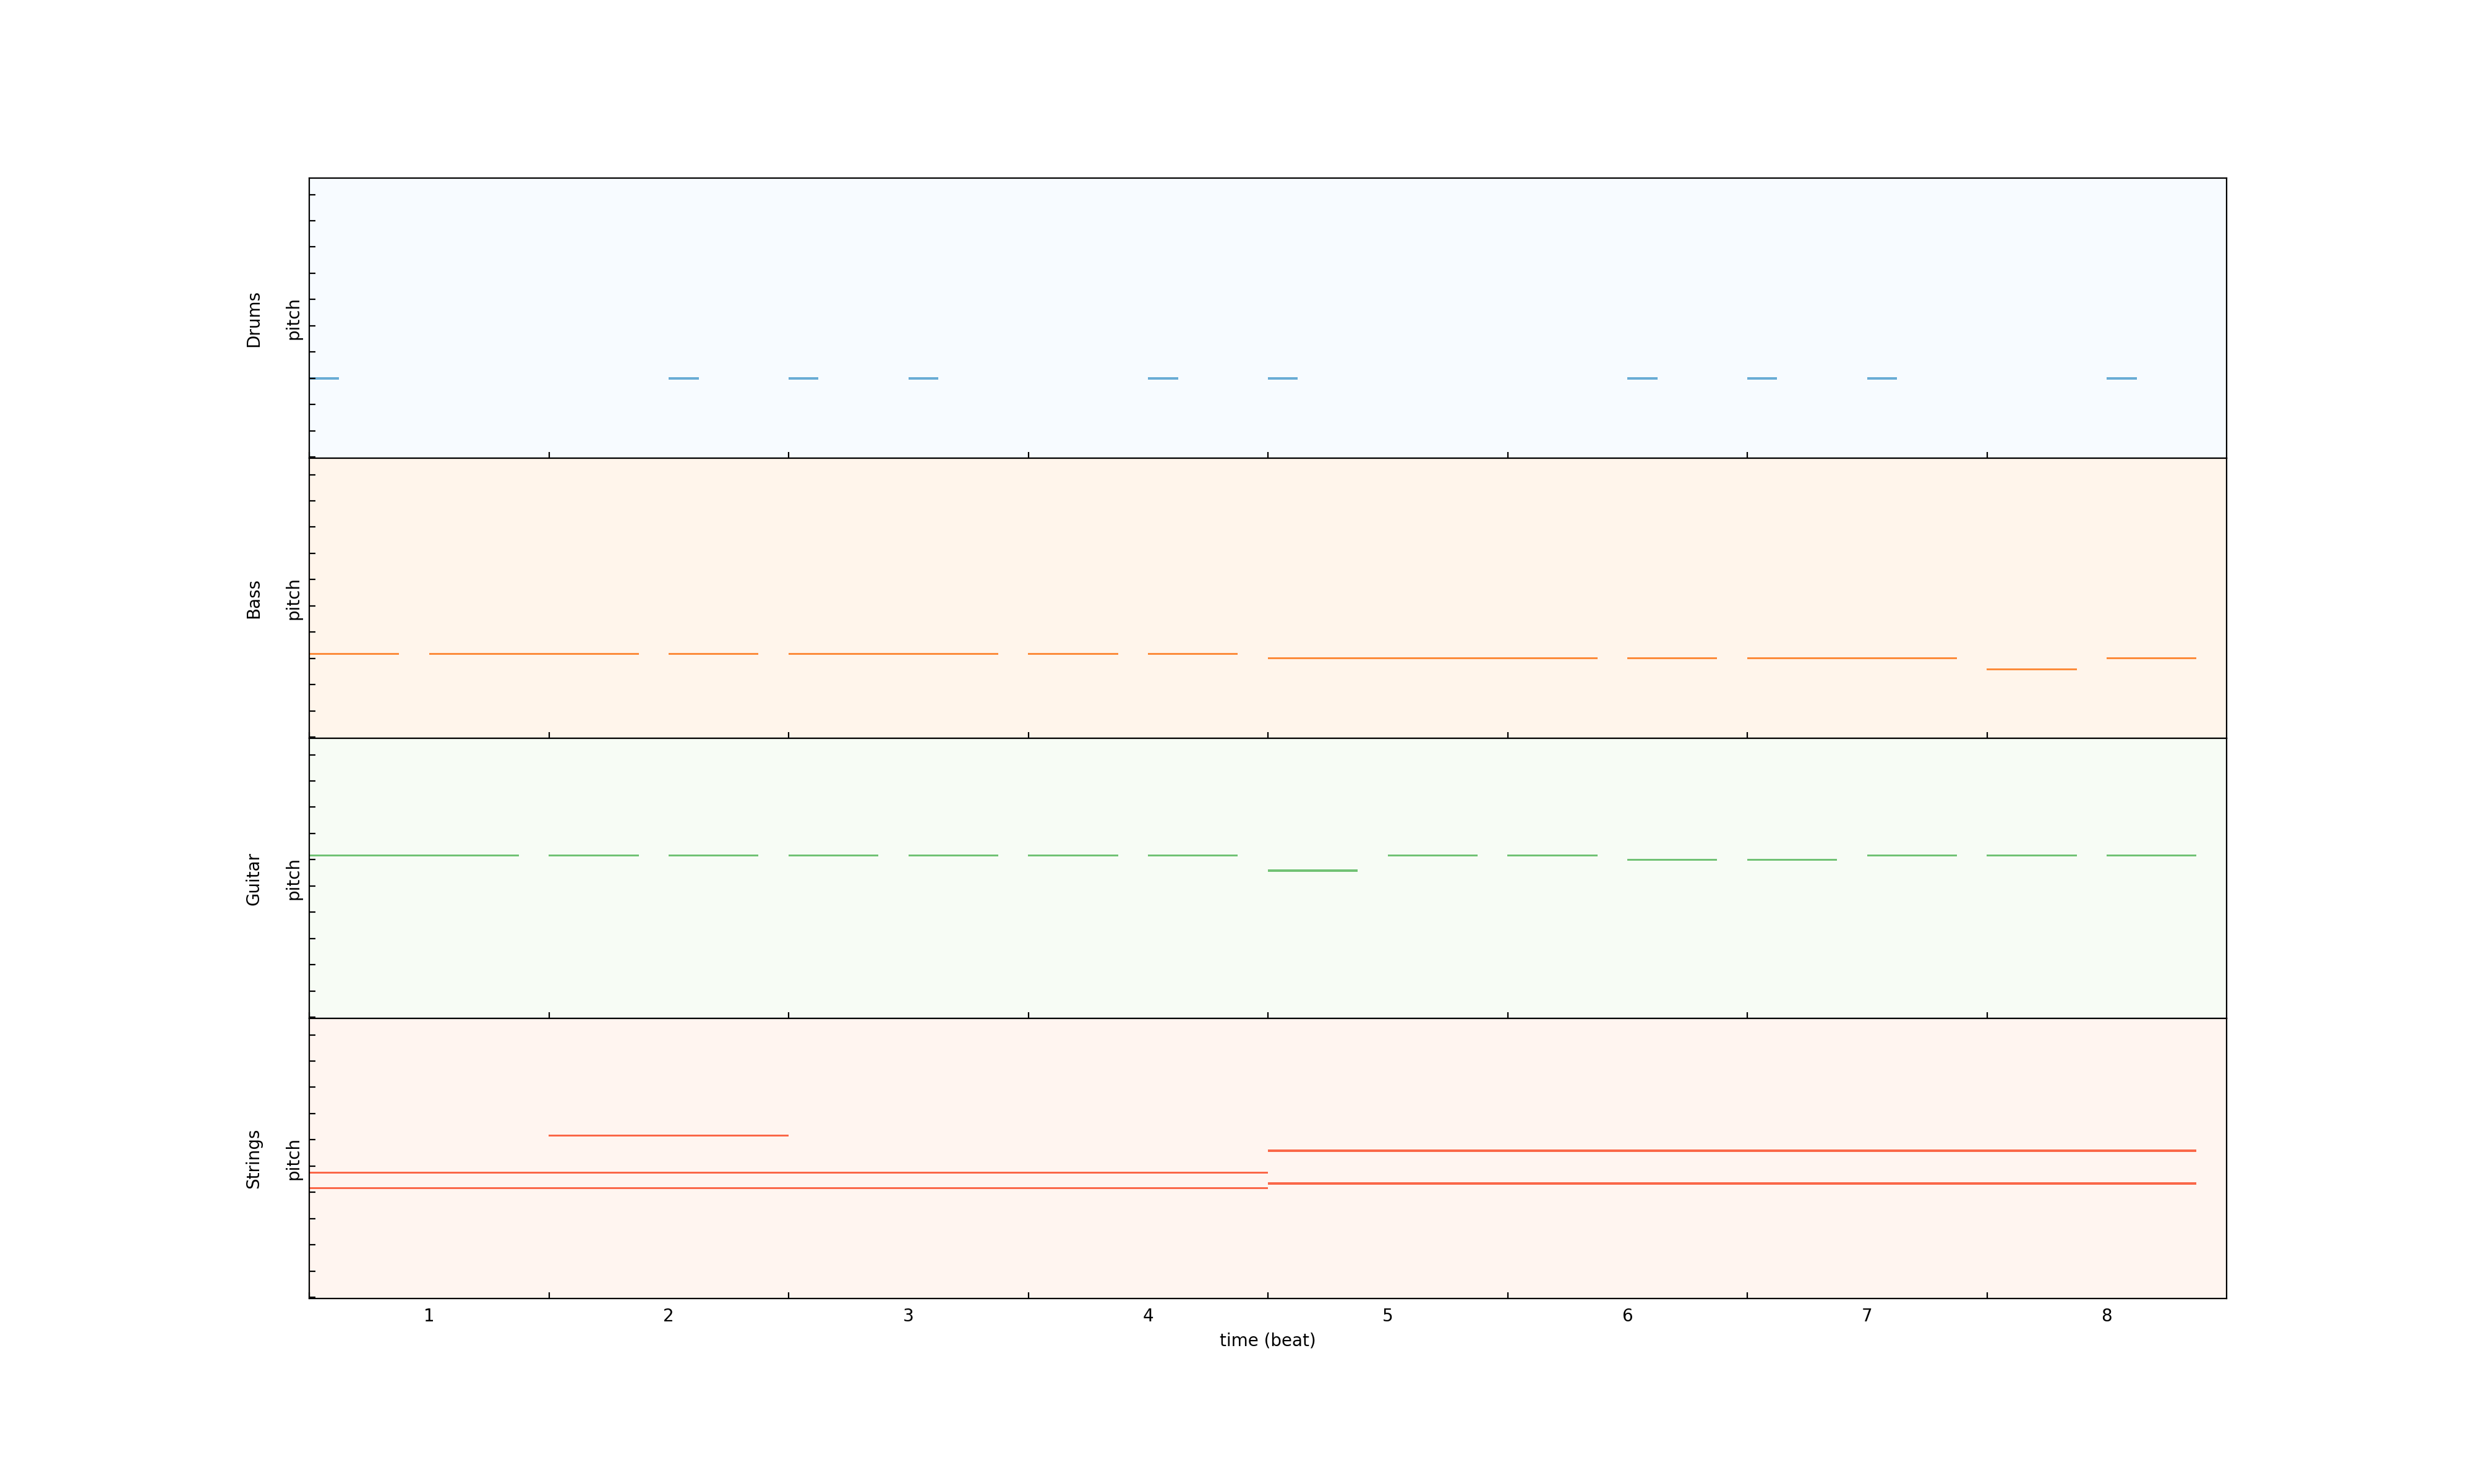 Drums
pitch
Bass
pitch
Guitar
pitch
Strings
pitch
1 2 3 4 5 6 7 8
time (beat)